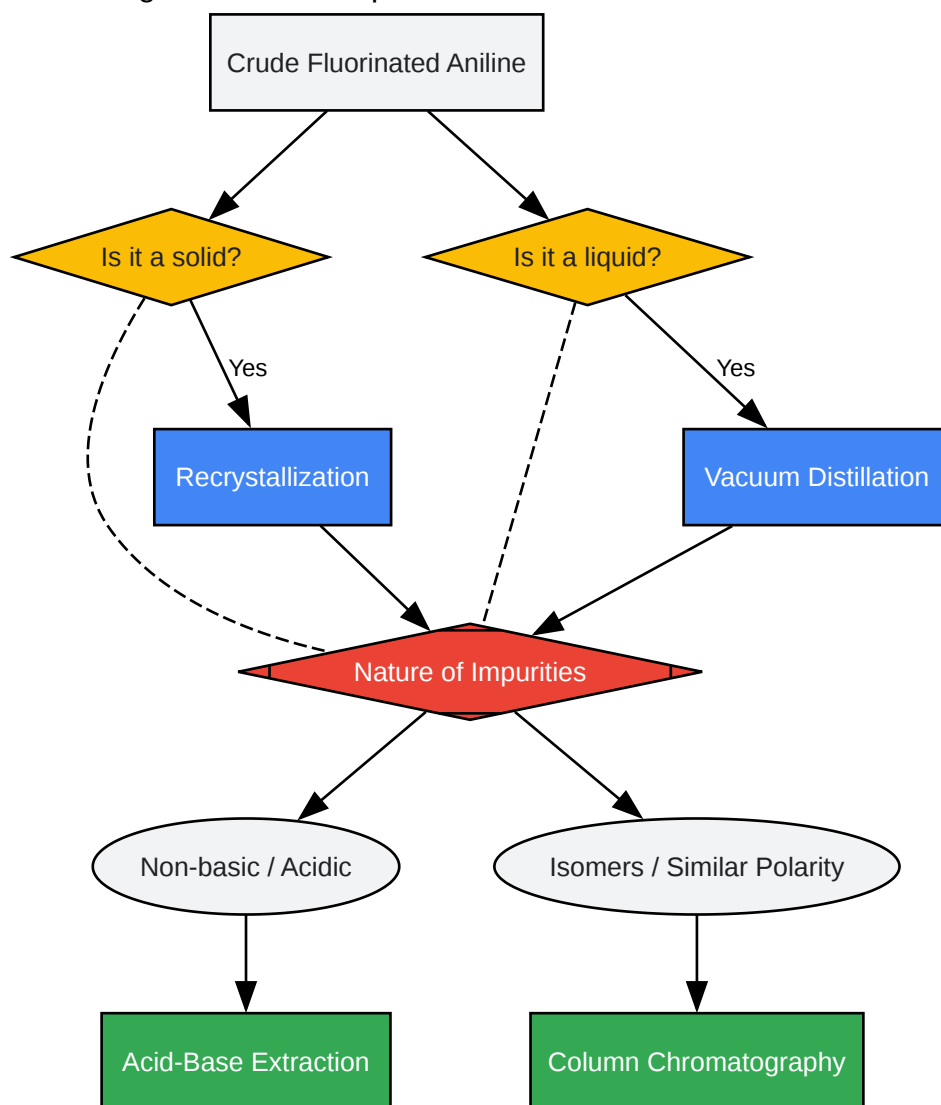 Crude Fluorinated Aniline
Is it a solid?
Is it a liquid?
Yes
Yes
Recrystallization
Vacuum Distillation
Nature of Impurities
Non-basic / Acidic
Isomers / Similar Polarity
Acid-Base Extraction
Column Chromatography